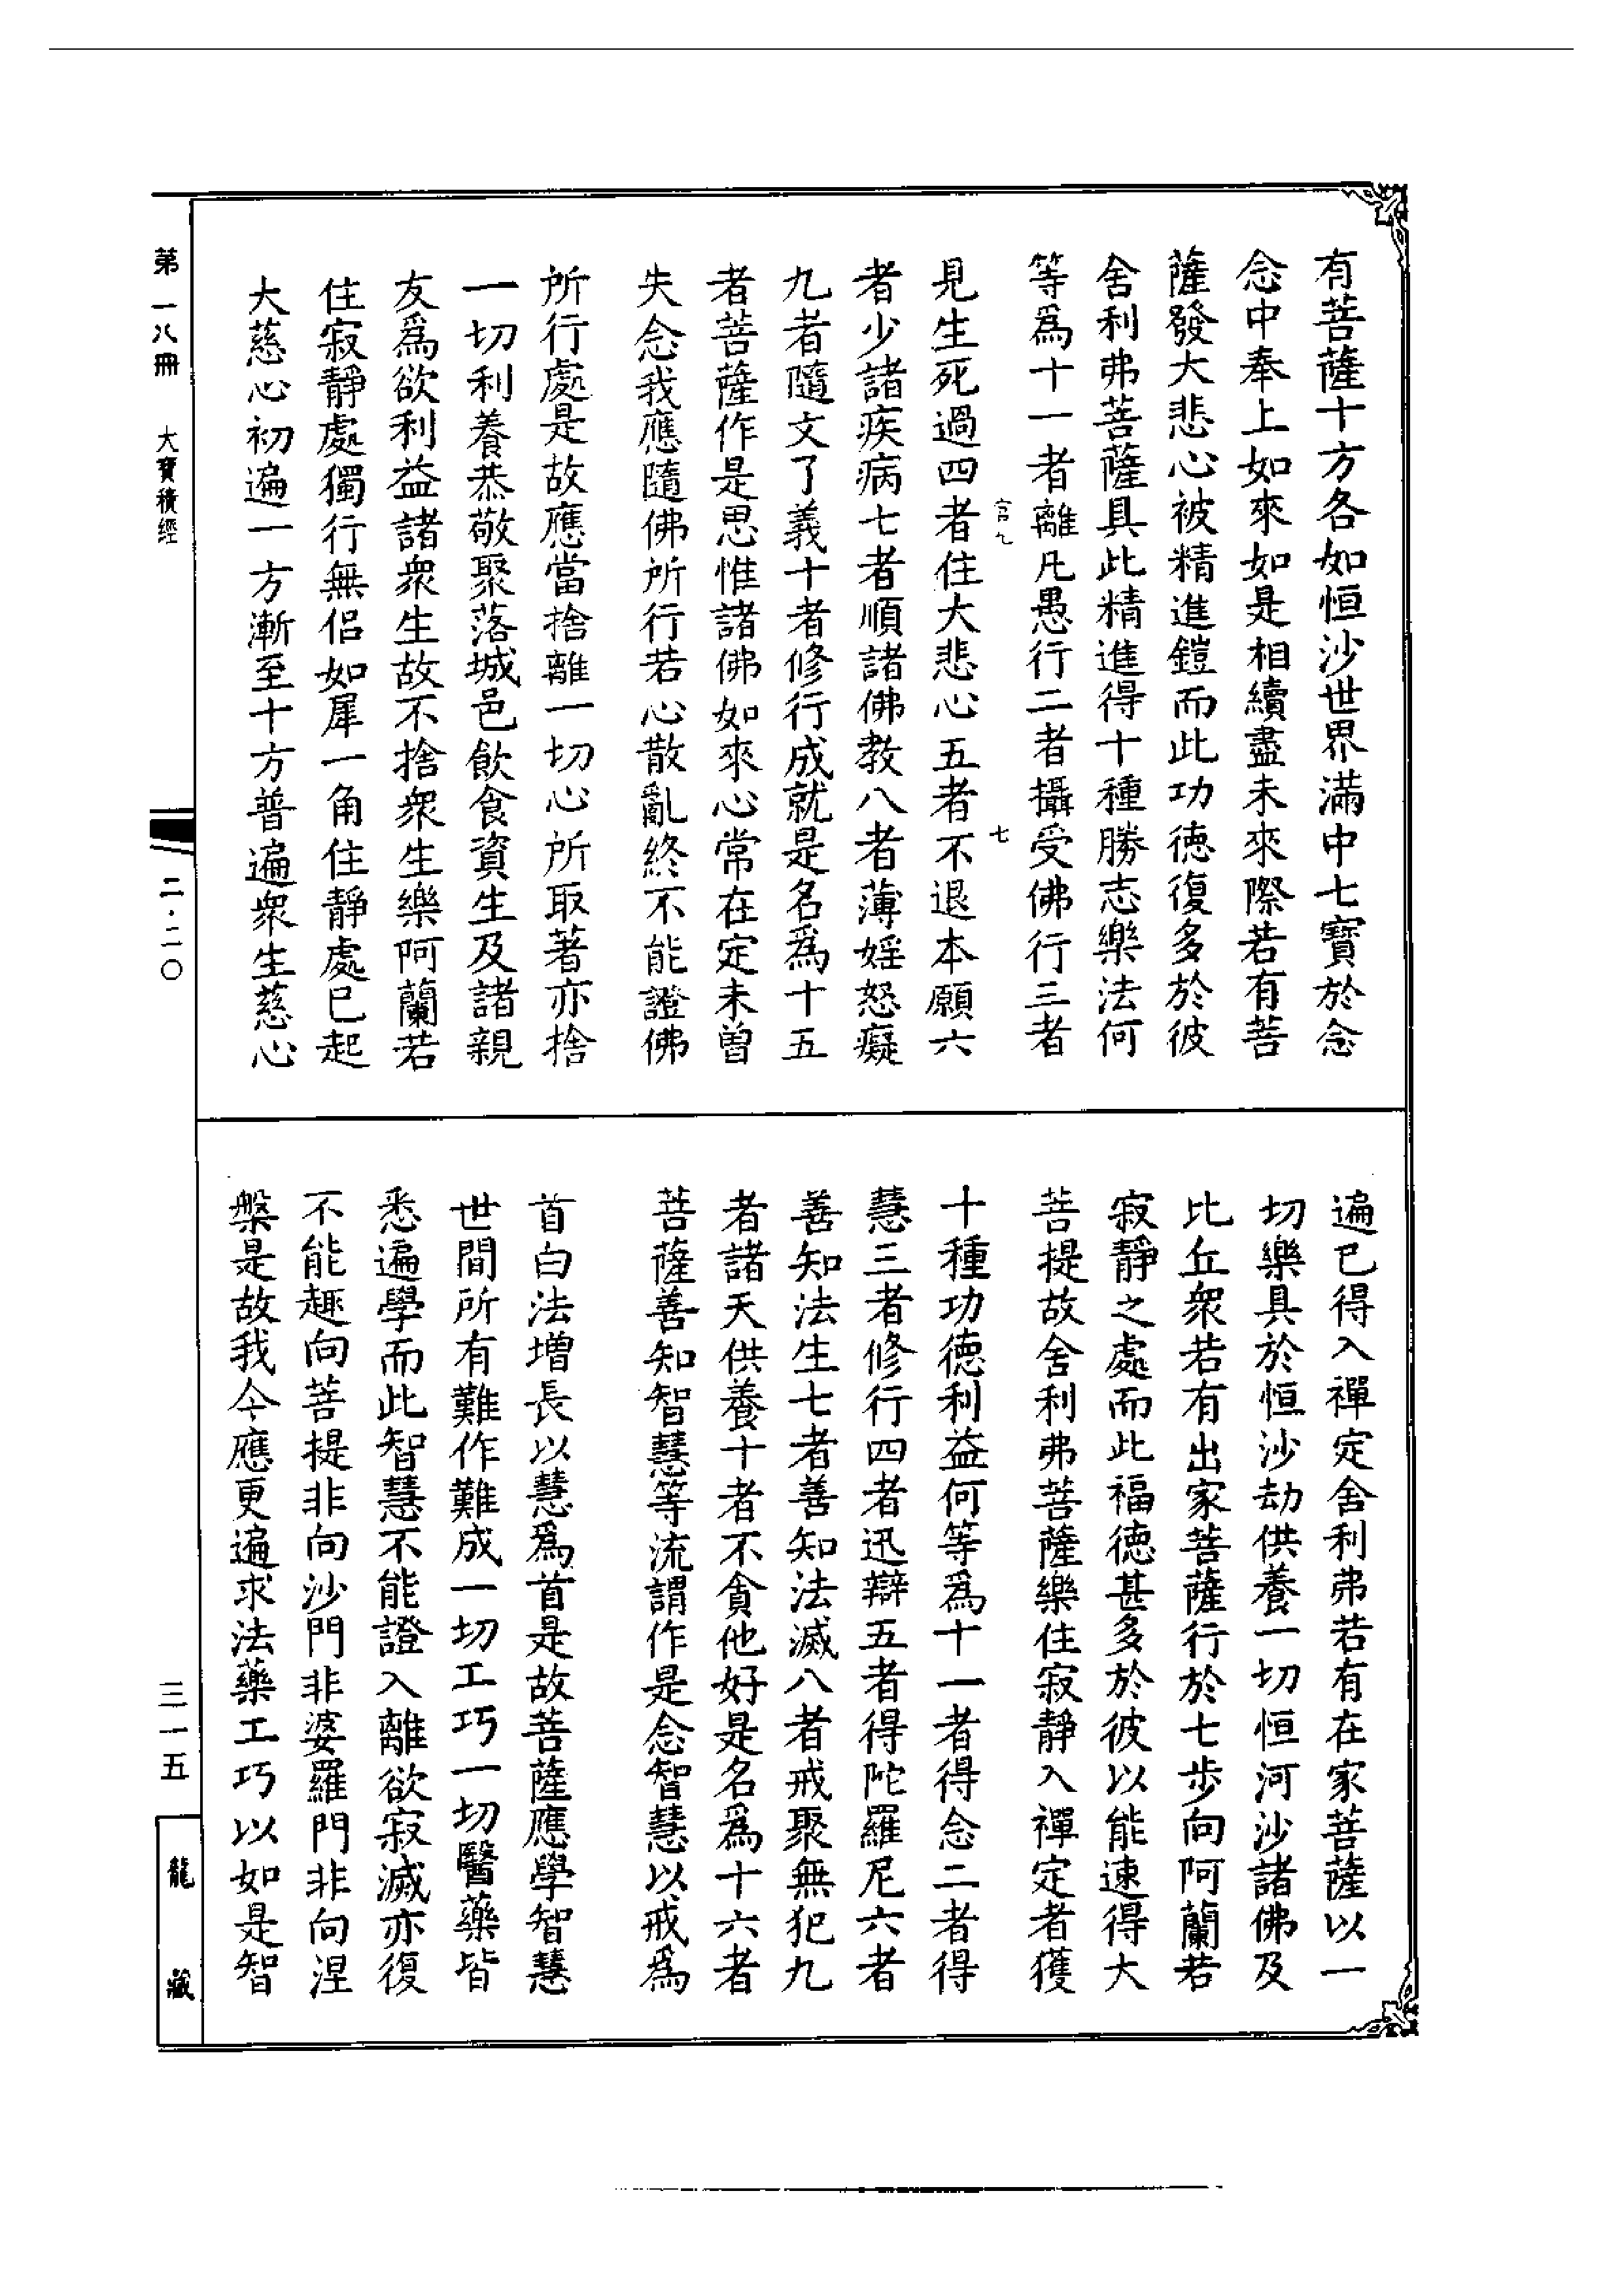 有菩薩十方各如恒沙世界滿中七寶於念
念中奉上如來如是相續盡未來際若有菩
薩發大悲心被精進鎧而此功德復多於彼
舍利弗菩薩具此精進得十種勝志樂法何
等爲十一者離凡愚行二者攝受佛行三者
官九
七
見生死過四者住大悲心五者不退本願六
者少諸疾病七者順諸佛教八者薄婬怒癡
九者隨文了義十者修行成就是名爲十五
者菩薩作是思惟諸佛如來心常在定未曾
失念我應隨佛所行若心散亂終不能證佛
所行處是故應當捨離一切心所取著亦捨
一切利養恭敬聚落城邑飲食資生及諸親
友爲欲利益諸衆生故不捨衆生樂阿蘭若
住寂靜處獨行無侶如犀一角住靜處已起
大慈心初遍一方漸至十方普遍衆生慈心
遍已得入禪定舍利弗若有在家菩薩以一
切樂具於恒沙劫供養一切恒河沙諸佛及
比丘衆若有出家菩薩行於七步向阿蘭若
寂靜之處而此福德甚多於彼以能速得大
菩提故舍利弗菩薩樂住寂靜入禪定者獲
十種功德利益何等爲十一者得念二者得
慧三者修行四者迅辯五者得陀羅尼六者
善知法生七者善知法滅八者戒聚無犯九
者諸天供養十者不貪他好是名爲十六者
菩薩善知智慧等流謂作是念智慧以戒爲
首白法增長以慧爲首是故菩薩應學智慧
世間所有難作難成一切工巧一切醫藥皆
悉遍學而此智慧不能證入離欲寂滅亦復
不能趣向菩提非向沙門非婆羅門非向涅
槃是故我今應更遍求法藥工巧以如是智
第一八冊　大寶積經
二·二〇
三一五
龍藏